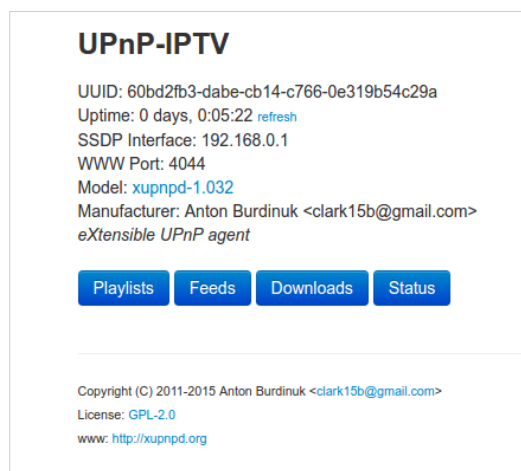 UPnP-IPTV
UUID: 60bd2fb3-dabe-cb14-c766-0e319b54c29a
Uptime: 0 days, 0:05:22 refresh
SSDP Interface: 192.168.0.1
WWW Port: 4044
Model: xupnpd-1.032
Manufacturer: Anton Burdinuk <clark15b@gmail.com>
eXtensible UPnP agent
Playlists Feeds Downloads Status
Copyright (C) 2011-2015 Anton Burdinuk <clark15b@gmail.com>
License: GPL-2.0
www: http://xupnpd.org